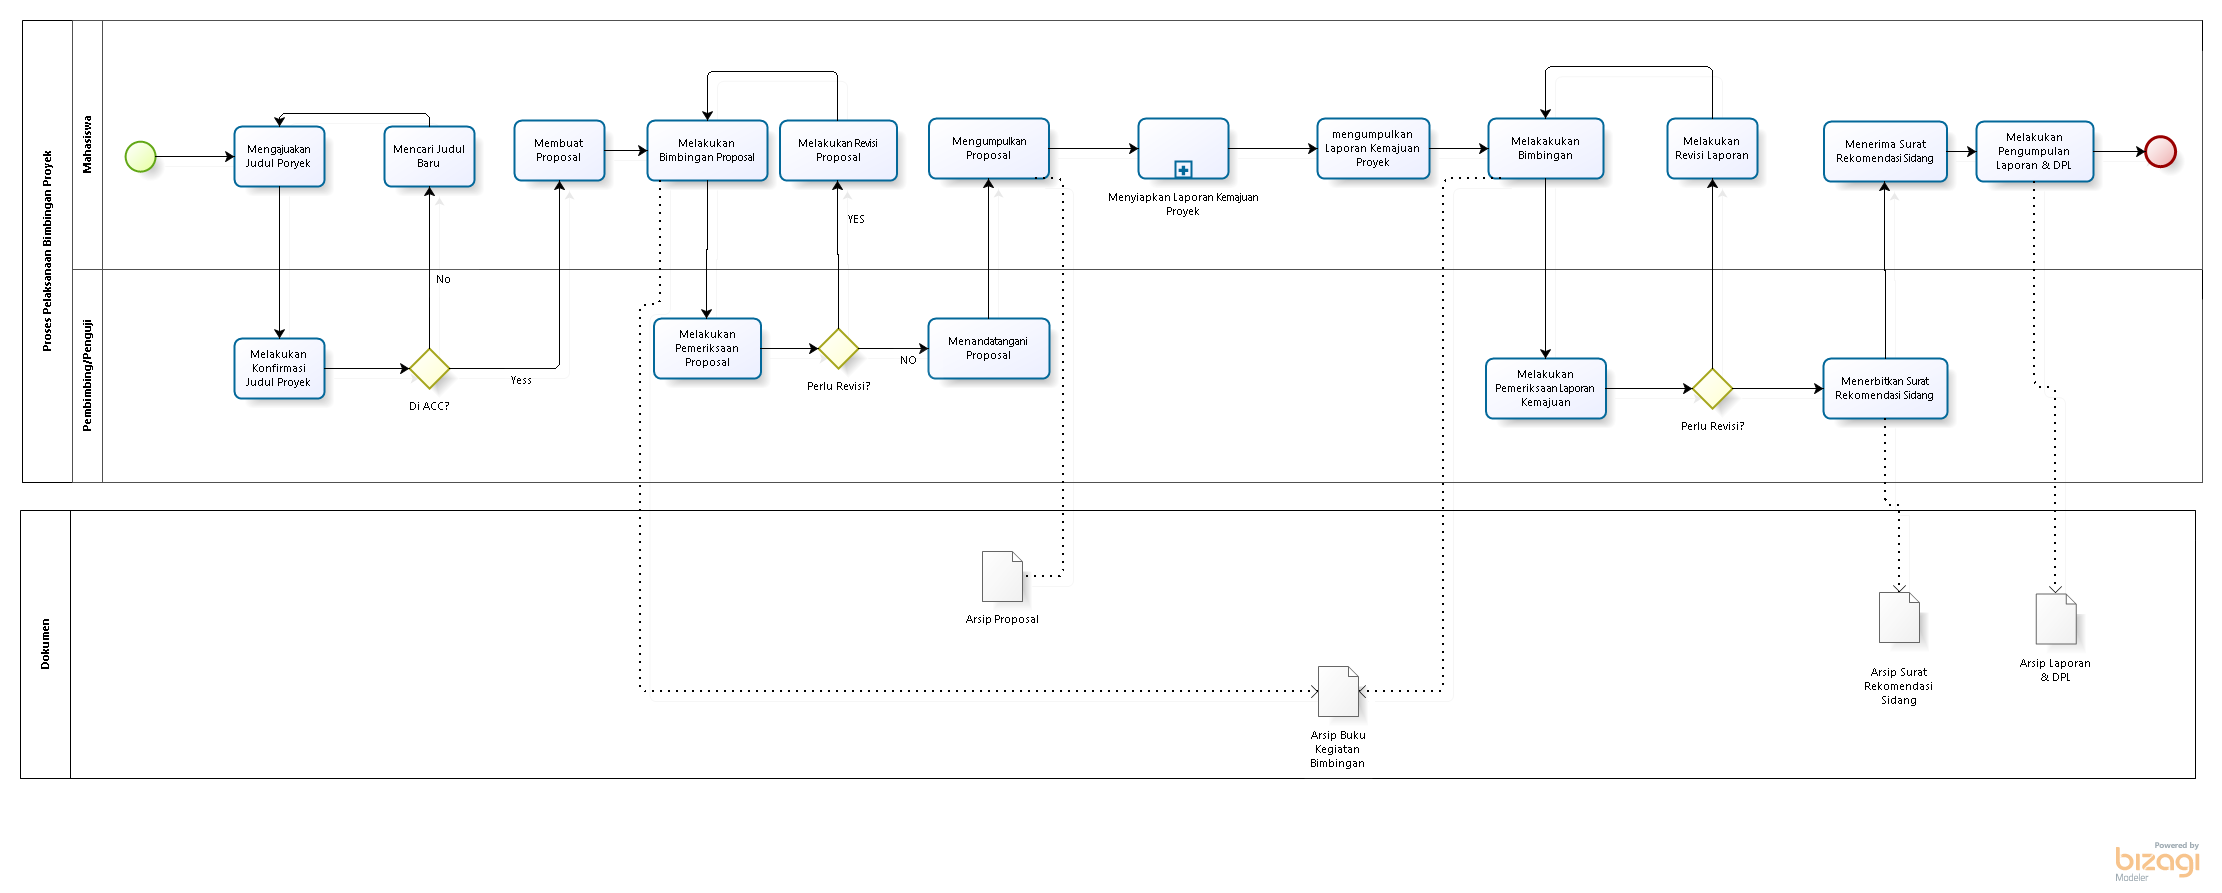 Proses Pelaksanaan Bimbingan Proyek
Mahasiswa
Mengajuakan
Judul Poryek
Mencari Judul
Baru
Membuat
Proposal
Melakukan
Bimbingan Proposal
Melakukan Revisi
Proposal
Mengumpulkan
Proposal
Menyiapkan Laporan Kemajuan
Proyek
mengumpulkan
Laporan Kemajuan
Proyek
Melakakukan
Bimbingan
Melakukan
Revisi Laporan
Menerima Surat
Rekomendasi Sidang
Melakukan
Pengumpulan
Laporan & DPL
YES
No
Pembimbing/Penguji
Melakukan
Konfirmasi
Judul Proyek
Di ACC?
Yess
Melakukan
Pemeriksaan
Proposal
Perlu Revisi?
NO
Menandatangani
Proposal
Melakukan
Pemeriksaan Laporan
Kemajuan
Perlu Revisi?
Menerbitkan Surat
Rekomendasi Sidang
Dokumen
Arsip Proposal
Arsip Buku
Kegiatan
Bimbingan
Arsip Surat
Rekomendasi
Sidang
Arsip Laporan
& DPL
Powered by
bizagi
Modeler